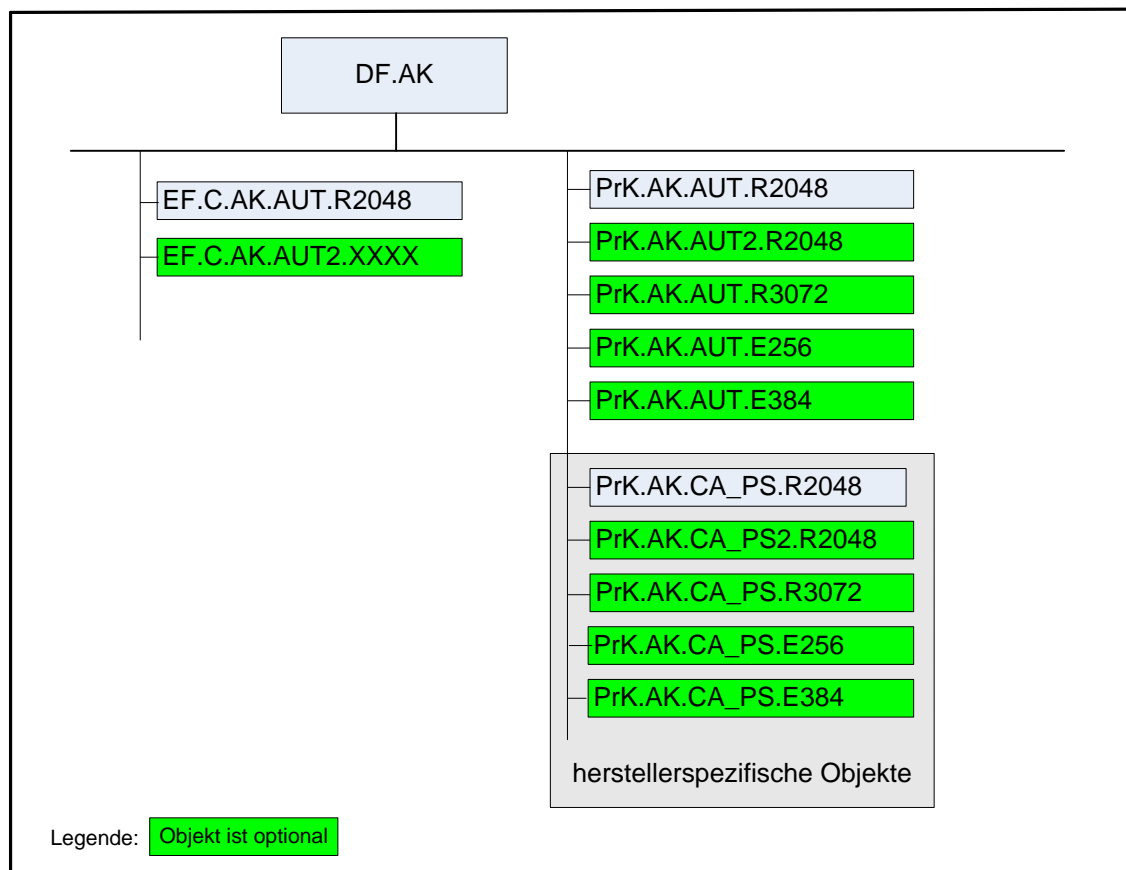 DF.AK
EF.C.AK.AUT.R2048
EF.C.AK.AUT2.XXXX
PrK.AK.AUT.R2048
PrK.AK.AUT2.R2048
PrK.AK.AUT.R3072
PrK.AK.AUT.E256
PrK.AK.AUT.E384
PrK.AK.CA_PS.R2048
PrK.AK.CA_PS2.R2048
PrK.AK.CA_PS.R3072
PrK.AK.CA_PS.E256
PrK.AK.CA_PS.E384
herstellerspezifische Objekte
Legende: Objekt ist optional